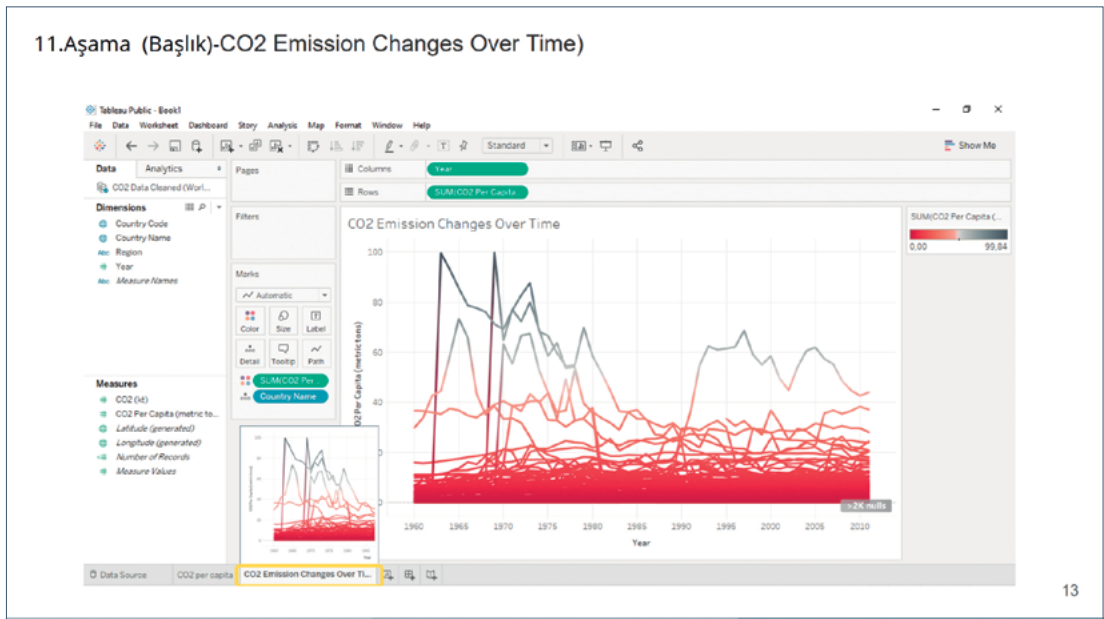 11.Aşama (Başlık)-CO2 Emission Changes Over Time)
Tableau Public - Book1
File Data Worksheet Dashboard Story Analysis Map Format Window Help
Standard
Show Me
Data Analytics
CO2 Data Cleaned (Worl...
Dimensions
Country Code
Country Name
Abc Region
Year
Abc Measure Names
Measures
CO2 (kt)
CO2 Per Capita (metric to...
Latitude (generated)
Longitude (generated)
Number of Records
Measure Values
Pages
Filters
Marks
Automatic
Color Size Label
Detail Tooltip Path
SUM(CO2 Per ...
Country Name
Columns Year
Rows SUM(CO2 Per Capita
CO2 Emission Changes Over Time
100
80
60
40
CO2 Per Capita (metric tons)
1960 1965 1970 1975 1980 1985 1990 1995 2000 2005 2010
Year
>2K nulls
SUM(CO2 Per Capita (...
0,00 99,84
Data Source CO2 per capita CO2 Emission Changes Over Ti...
13